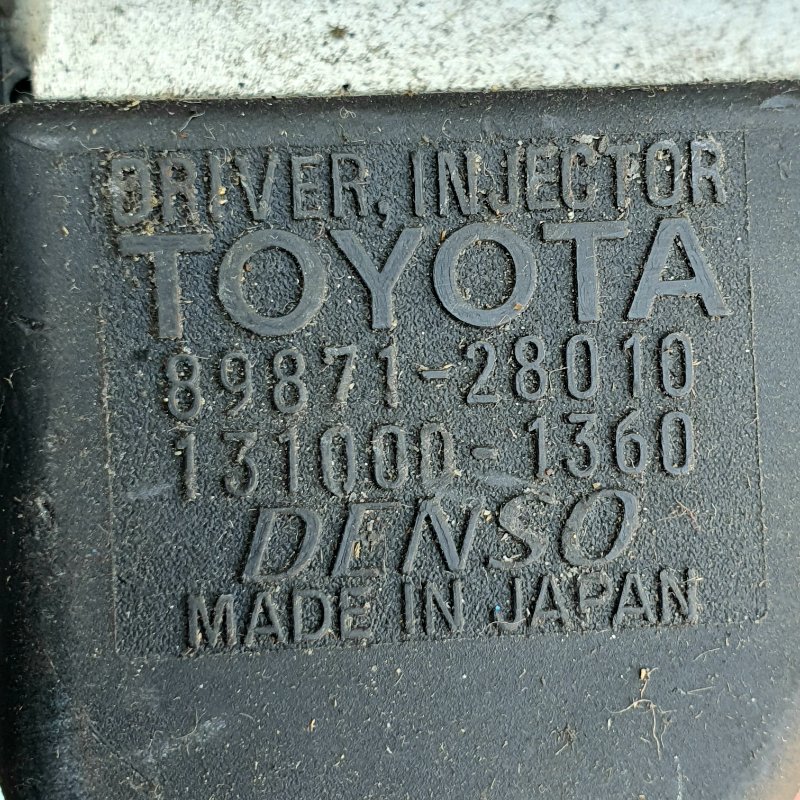 DRIVER, INJECTOR
TOYOTA
89871-28010
131000-1360
DENSO
MADE IN JAPAN